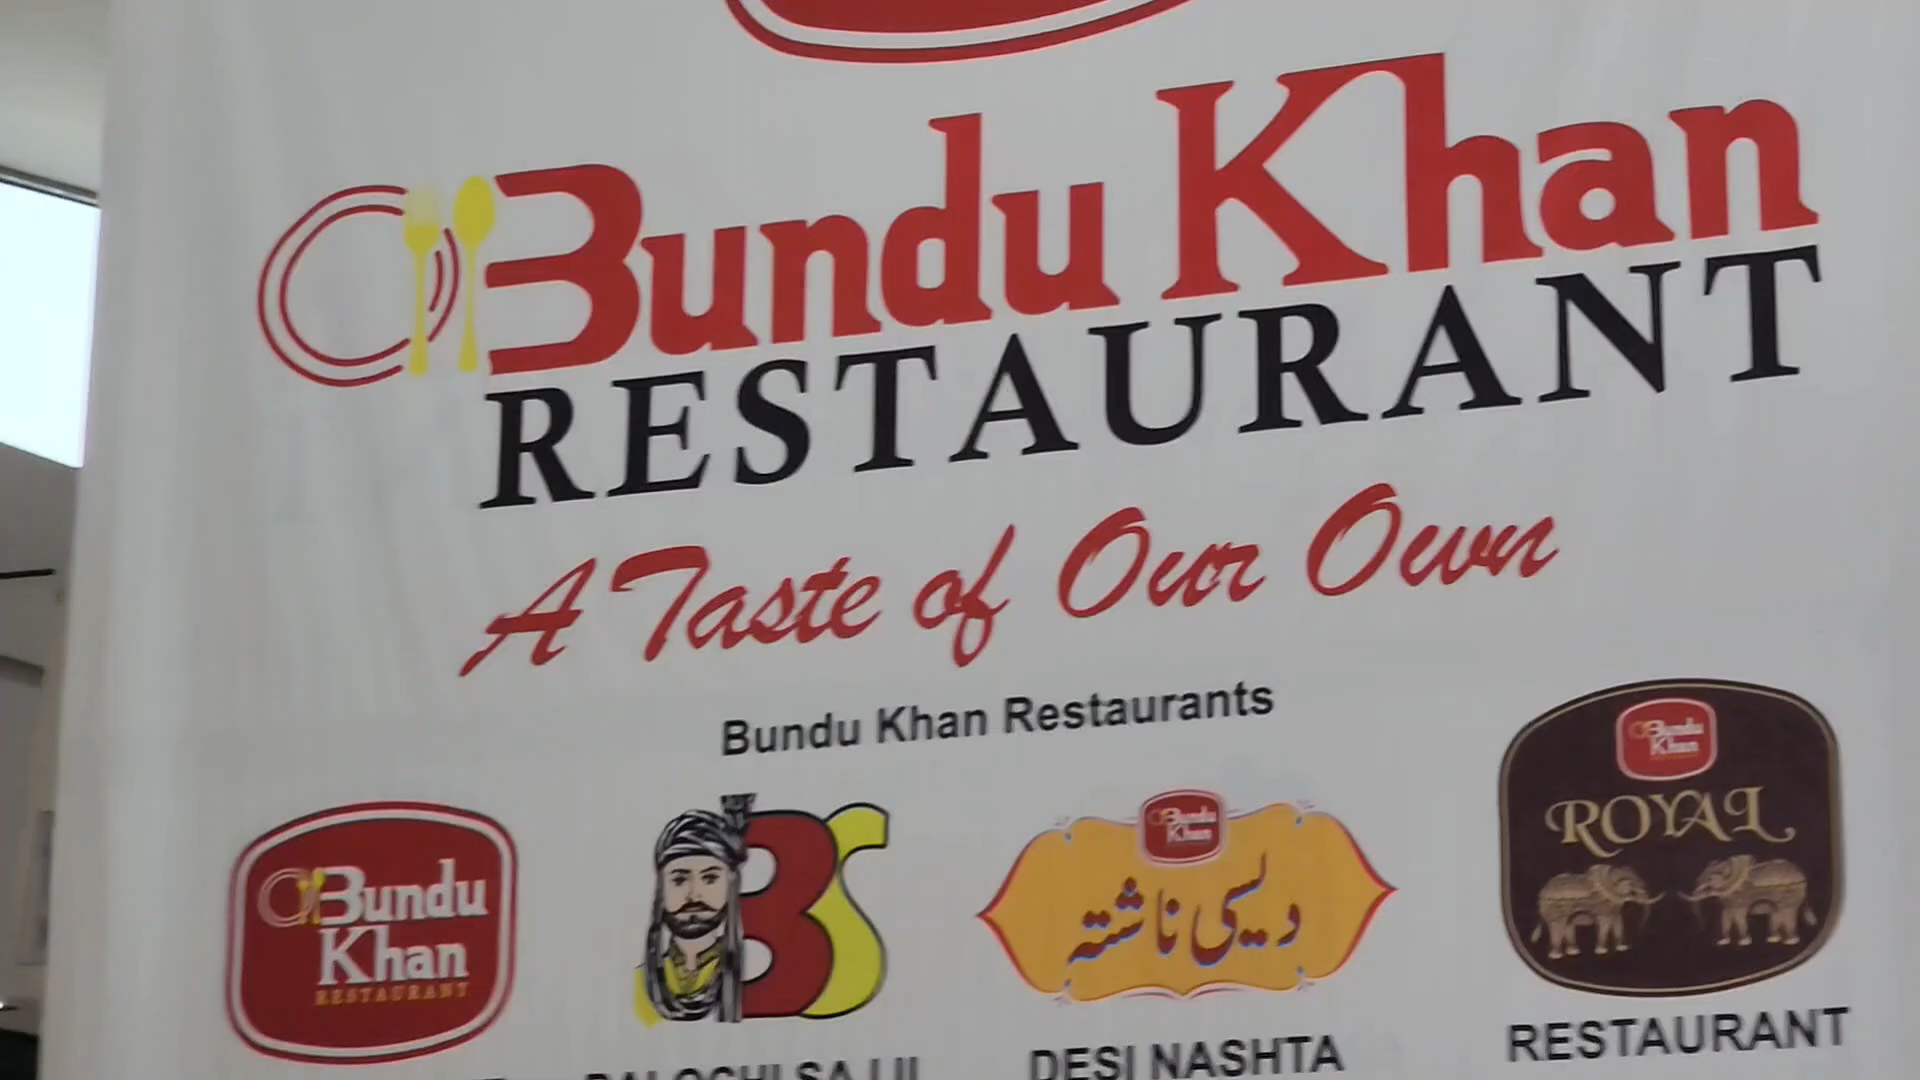 Bundu Khan
RESTAURANT
A Taste of Our Own
Bundu Khan Restaurants
Bundu
Khan
RESTAURANT
BS
Bundu
Khan
دیسی ناشتہ
Bundu
Khan
ROYAL
DESI NASHTA
RESTAURANT